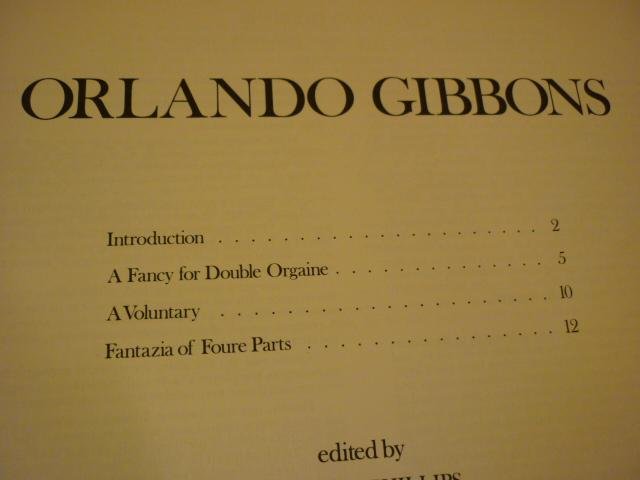 ORLANDO GIBBONS
Introduction . . . . . . . . . . . . . . . . . . . . 2
A Fancy for Double Orgaine . . . . . . . . . . . . . 5
A Voluntary . . . . . . . . . . . . . . . . . . . . 10
Fantazia of Foure Parts . . . . . . . . . . . . . . . 12
edited by